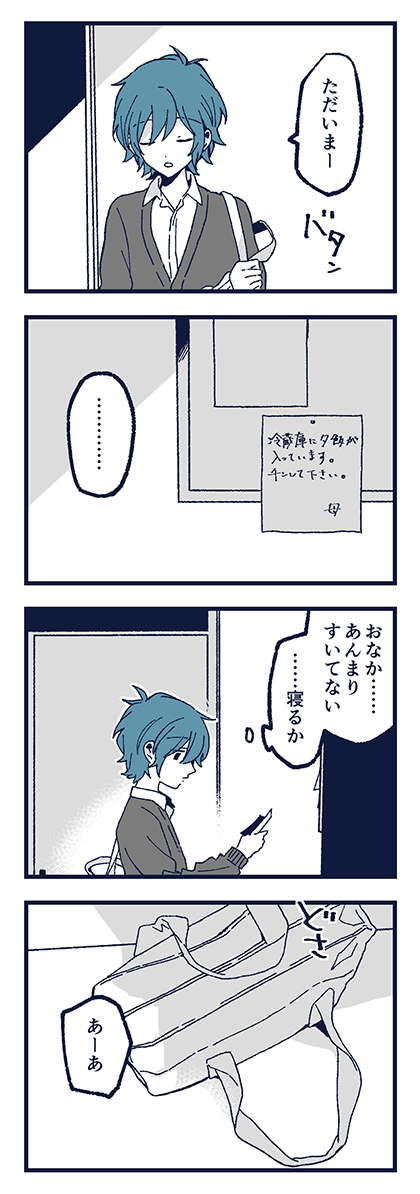 ただいまー
バタン
冷蔵庫に夕飯が
入っています。
チンして下さい。
母
…………
おなか……
あんまり
すいてない
……寝るか
どさ
あーあ